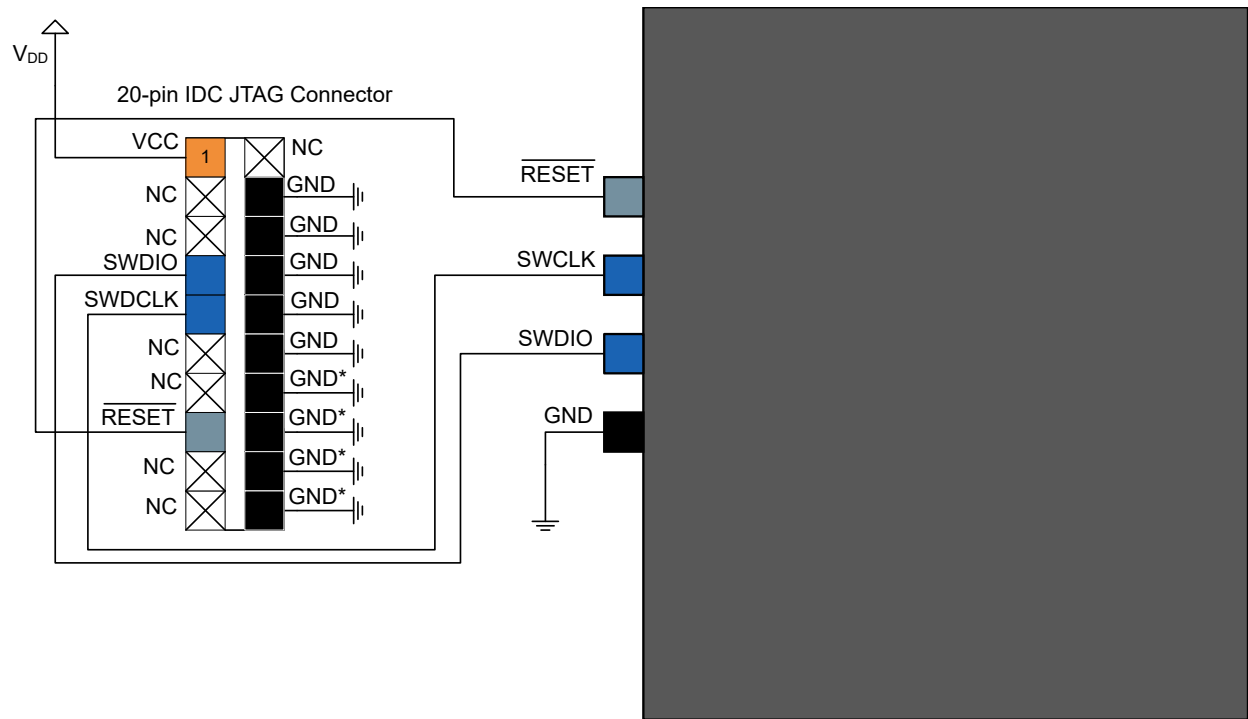 V_DD
20-pin IDC JTAG Connector
VCC
1
NC
NC
GND
NC
GND
SWDIO
GND
SWDCLK
GND
NC
GND
NC
GND*
RESET
GND*
NC
GND*
NC
GND*
RESET
SWCLK
SWDIO
GND